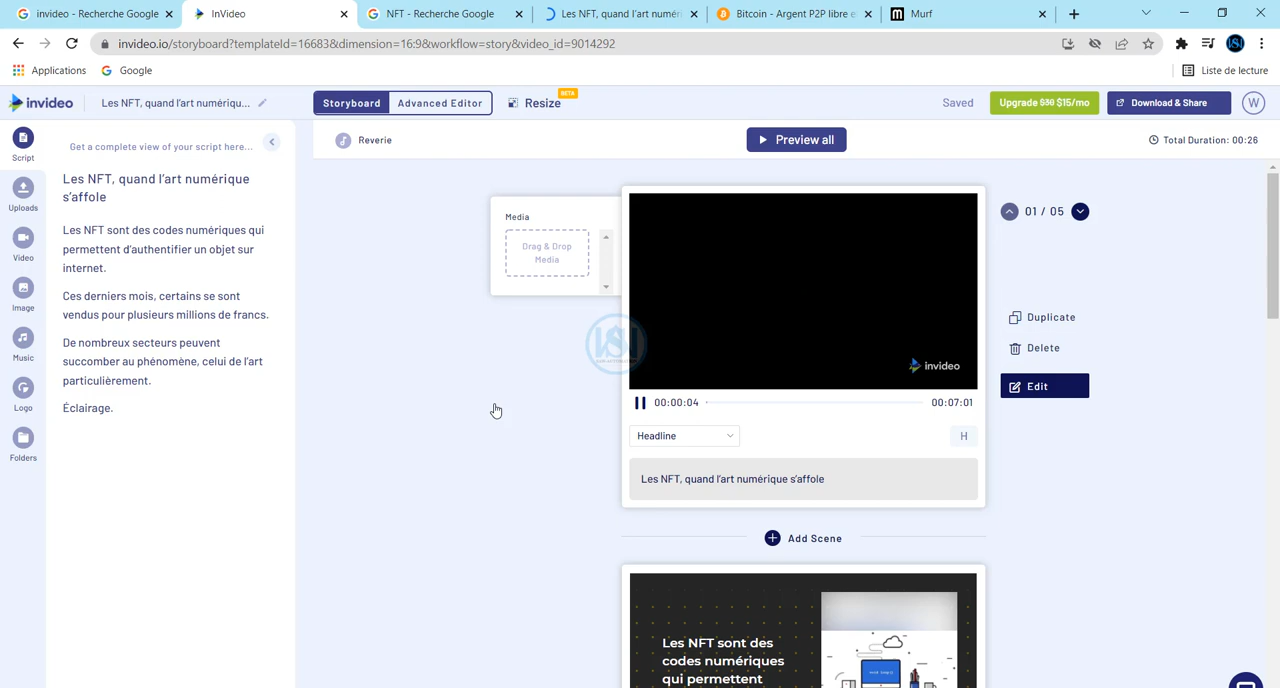 invideo - Recherche Google
InVideo
NFT - Recherche Google
Les NFT, quand l'art numéri
Bitcoin - Argent P2P libre e
Murf
invideo.io/storyboard?templateId=16683&dimension=16:9&workflow=story&video_id=9014292
Applications
Google
Liste de lecture
invideo
Les NFT, quand l'art numériqu...
Storyboard
Advanced Editor
Resize
BETA
Saved
Upgrade $30 $15/mo
Download & Share
W
Script
Uploads
Video
Image
Music
Logo
Folders
Get a complete view of your script here...
Les NFT, quand l'art numérique
s'affole
Les NFT sont des codes numériques qui
permettent d'authentifier un objet sur
internet.
Ces derniers mois, certains se sont
vendus pour plusieurs millions de francs.
De nombreux secteurs peuvent
succomber au phénomène, celui de l'art
particulièrement.
Éclairage.
Reverie
Preview all
Total Duration: 00:26
Media
Drag & Drop
Media
invideo
00:00:04
00:07:01
Headline
H
Les NFT, quand l'art numérique s'affole
01 / 05
Duplicate
Delete
Edit
Add Scene
Les NFT sont des
codes numériques
qui permettent